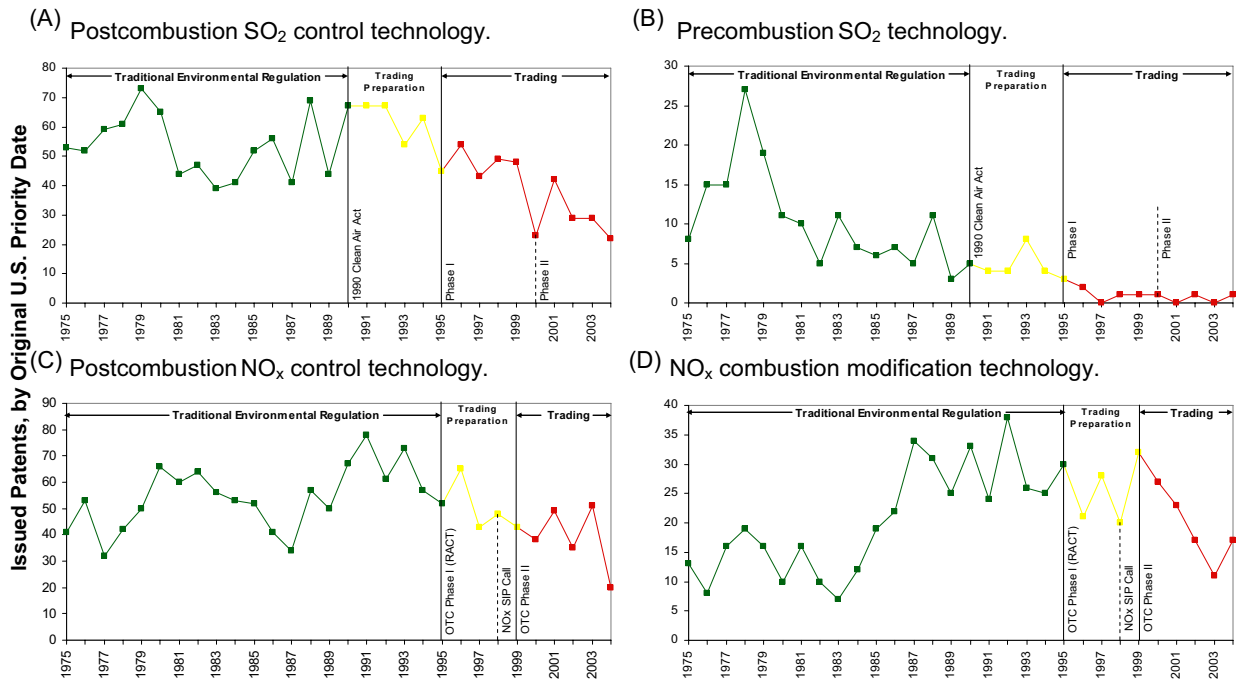 (A) Postcombustion SO₂ control technology.
Issued Patents, by Original U.S. Priority Date
80
70
60
50
40
30
20
10
0
Traditional Environmental Regulation
Trading
Preparation
Trading
1990 Clean Air Act
Phase I
Phase II
1975
1977
1979
1981
1983
1985
1987
1989
1991
1993
1995
1997
1999
2001
2003
(B) Precombustion SO₂ technology.
30
25
20
15
10
5
0
Traditional Environmental Regulation
Trading
Preparation
Trading
1990 Clean Air Act
Phase I
Phase II
1975
1977
1979
1981
1983
1985
1987
1989
1991
1993
1995
1997
1999
2001
2003
(C) Postcombustion NOₓ control technology.
90
80
70
60
50
40
30
20
10
0
Traditional Environmental Regulation
Trading
Preparation
Trading
OTC Phase I (RACT)
NOx SIP Call
OTC Phase II
1975
1977
1979
1981
1983
1985
1987
1989
1991
1993
1995
1997
1999
2001
2003
(D) NOₓ combustion modification technology.
40
35
30
25
20
15
10
5
0
Traditional Environmental Regulation
Trading
Preparation
Trading
OTC Phase I (RACT)
NOx SIP Call
OTC Phase II
1975
1977
1979
1981
1983
1985
1987
1989
1991
1993
1995
1997
1999
2001
2003